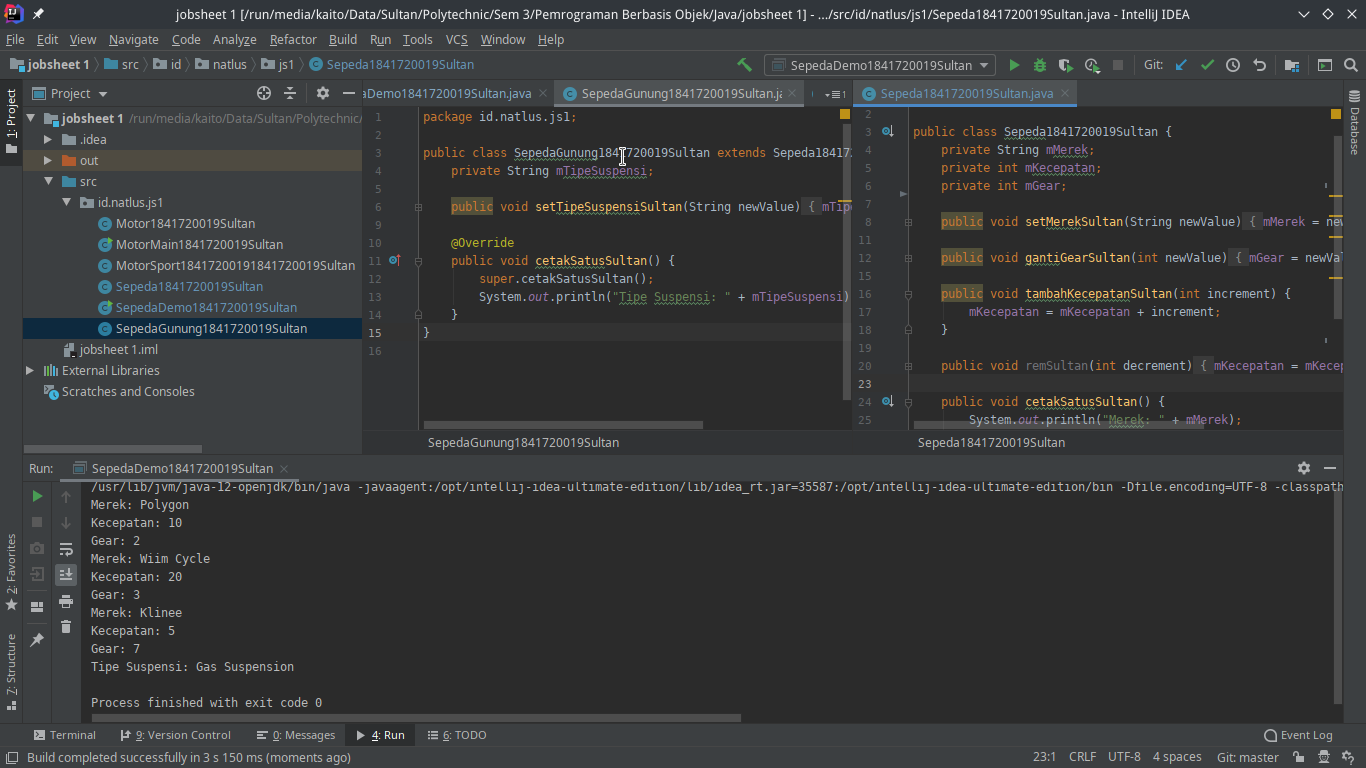 jobsheet 1 [/run/media/kaito/Data/Sultan/Polytechnic/Sem 3/Pemrograman Berbasis Objek/Java/jobsheet 1] - .../src/id/natlus/js1/Sepeda1841720019Sultan.java - IntelliJ IDEA
File Edit View Navigate Code Analyze Refactor Build Run Tools VCS Window Help
jobsheet 1 src id natlus js1 Sepeda1841720019Sultan SepedaDemo1841720019Sultan Git:
1: Project
Project
jobsheet 1 /run/media/kaito/Data/Sultan/Polytechnic/
.idea
out
src
id.natlus.js1
Motor1841720019Sultan
MotorMain1841720019Sultan
MotorSport18417200191841720019Sultan
Sepeda1841720019Sultan
SepedaDemo1841720019Sultan
SepedaGunung1841720019Sultan
jobsheet 1.iml
External Libraries
Scratches and Consoles
aDemo1841720019Sultan.java SepedaGunung1841720019Sultan.ja
1 package id.natlus.js1;
2
3 public class SepedaGunung1841720019Sultan extends Sepeda18417
4 private String mTipeSuspensi;
5
6 public void setTipeSuspensiSultan(String newValue) { mTipe
9
10 @Override
11 public void cetakSatusSultan() {
12 super.cetakSatusSultan();
13 System.out.println("Tipe Suspensi: " + mTipeSuspensi)
14 }
15 }
16
SepedaGunung1841720019Sultan
Sepeda1841720019Sultan.java
2
3 public class Sepeda1841720019Sultan {
4 private String mMerek;
5 private int mKecepatan;
6 private int mGear;
7
8 public void setMerekSultan(String newValue) { mMerek = new
11
12 public void gantiGearSultan(int newValue) { mGear = newVal
15
16 public void tambahKecepatanSultan(int increment) {
17 mKecepatan = mKecepatan + increment;
18 }
19
20 public void remSultan(int decrement) { mKecepatan = mKecep
23
24 public void cetakSatusSultan() {
25 System.out.println("Merek: " + mMerek);
Sepeda1841720019Sultan
Database
Run: SepedaDemo1841720019Sultan
/usr/lib/jvm/java-12-openjdk/bin/java -javaagent:/opt/intellij-idea-ultimate-edition/lib/idea_rt.jar=35587:/opt/intellij-idea-ultimate-edition/bin -Dfile.encoding=UTF-8 -classpath
Merek: Polygon
Kecepatan: 10
Gear: 2
Merek: Wiim Cycle
Kecepatan: 20
Gear: 3
Merek: Klinee
Kecepatan: 5
Gear: 7
Tipe Suspensi: Gas Suspension
Process finished with exit code 0
2: Favorites
7: Structure
Terminal 9: Version Control 0: Messages 4: Run 6: TODO Event Log
Build completed successfully in 3 s 150 ms (moments ago) 23:1 CRLF UTF-8 4 spaces Git: master